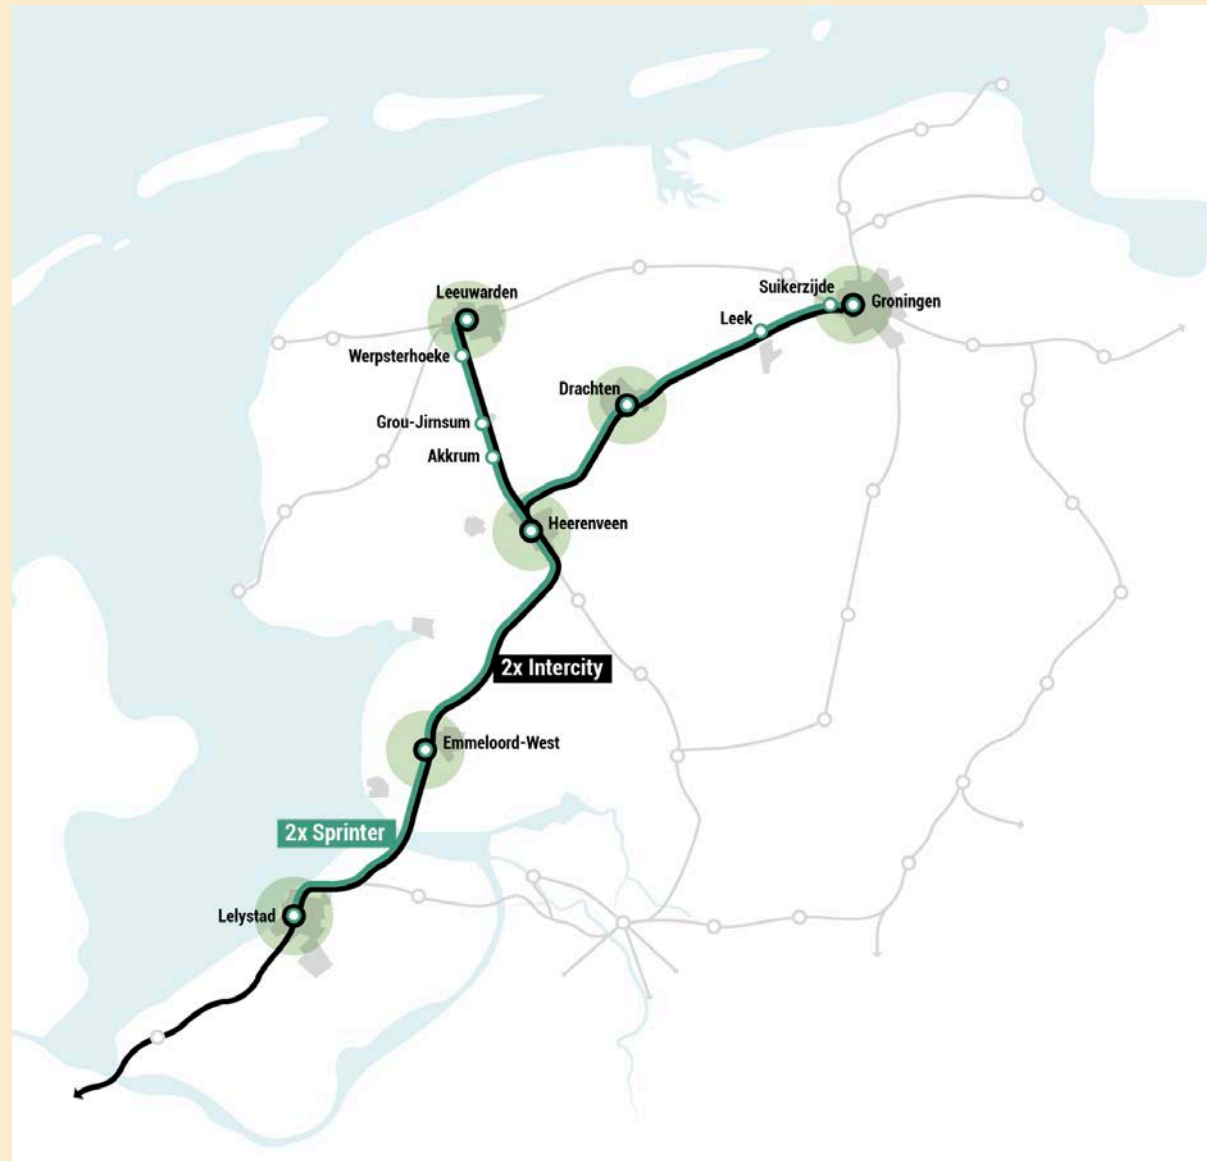 Suikerzijde
Leeuwarden
Groningen
Leek
Werpsterhoeke
Drachten
Grou-Jirnsum
Akkrum
Heerenveen
2x Intercity
Emmeloord-West
2x Sprinter
Lelystad